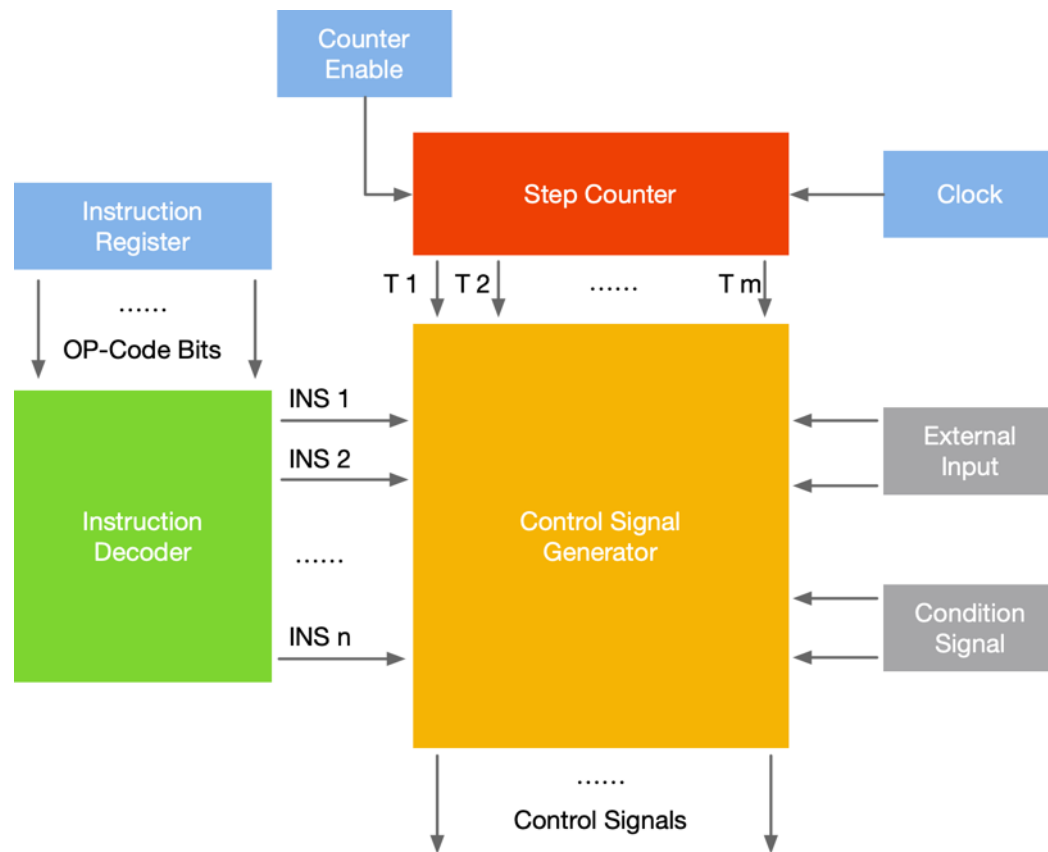 Counter
Enable
Step Counter
Clock
Instruction
Register
T 1
T 2
......
T m
......
OP-Code Bits
INS 1
INS 2
......
INS n
Instruction
Decoder
Control Signal
Generator
External
Input
Condition
Signal
......
Control Signals